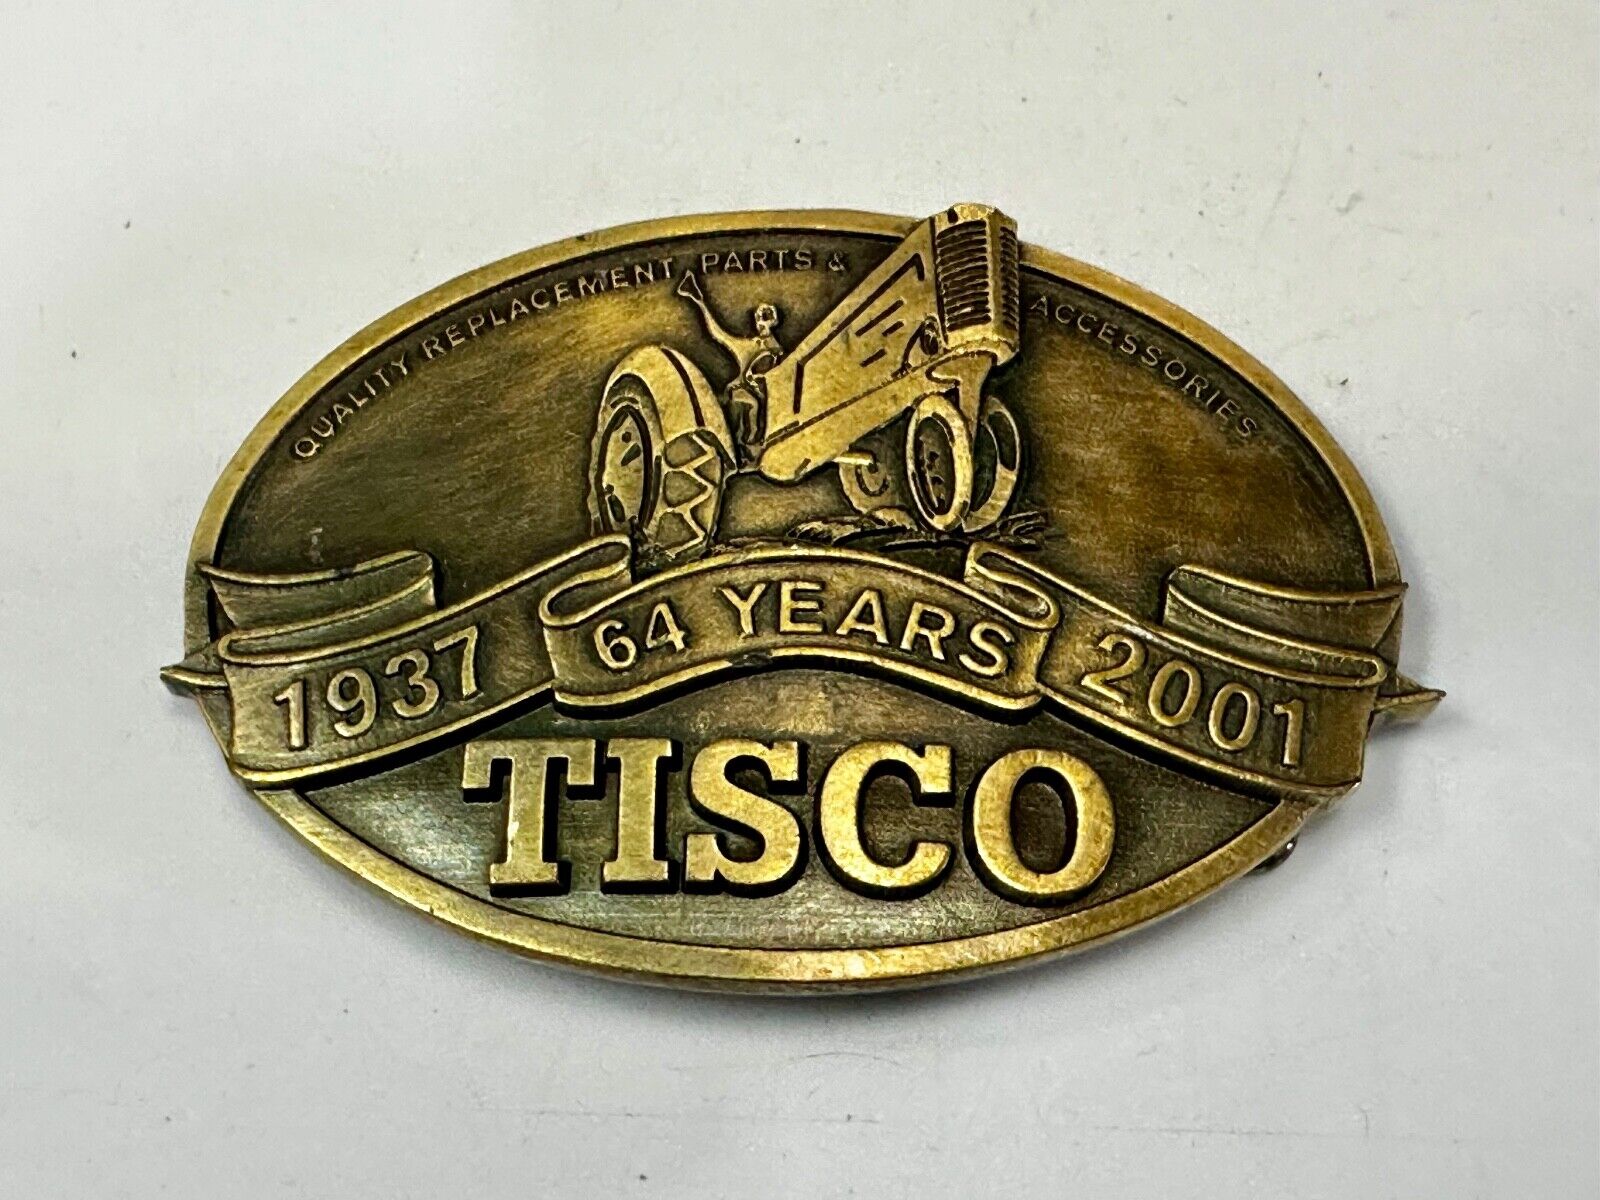 QUALITY REPLACEMENT PARTS & ACCESSORIES
1937 64 YEARS 2001
TISCO